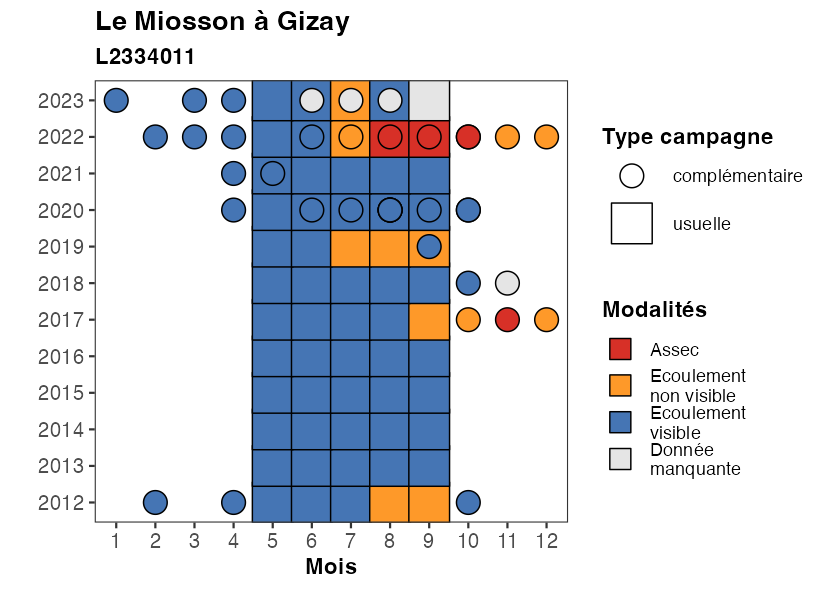 Le Miosson à Gizay
L2334011
2023
2022
2021
2020
2019
2018
2017
2016
2015
2014
2013
2012
1 2 3 4 5 6 7 8 9 10 11 12
Mois
Type campagne
complémentaire
usuelle
Modalités
Assec
Ecoulement
non visible
Ecoulement
visible
Donnée
manquante